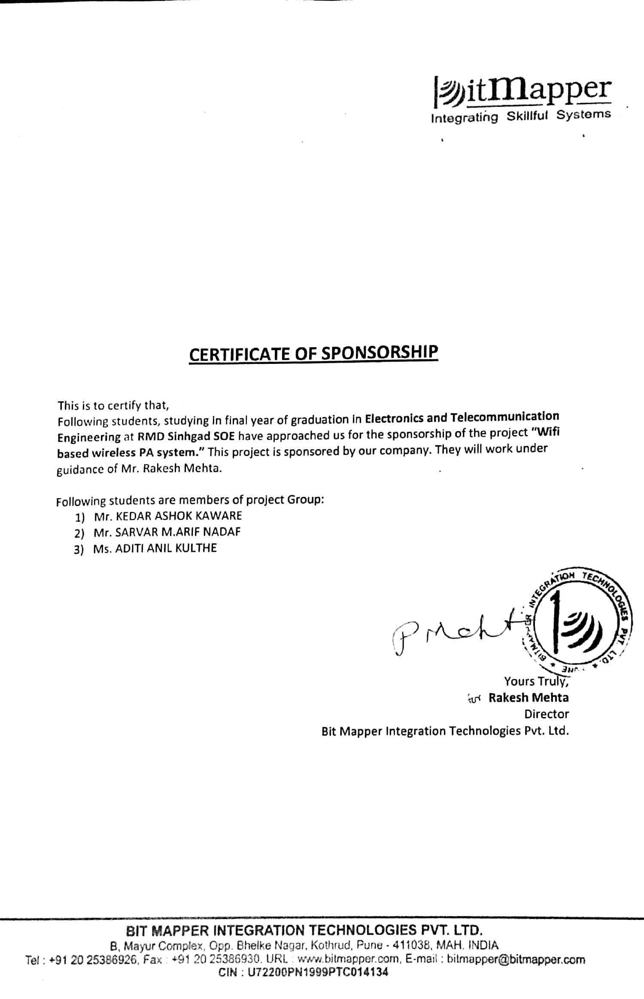 bitmapper
Integrating Skillful Systems
CERTIFICATE OF SPONSORSHIP
This is to certify that,
Following students, studying in final year of graduation in Electronics and Telecommunication
Engineering at RMD Sinhgad SOE have approached us for the sponsorship of the project “Wifi
based wireless PA system.” This project is sponsored by our company. They will work under
guidance of Mr. Rakesh Mehta.
Following students are members of project Group:
1) Mr. KEDAR ASHOK KAWARE
2) Mr. SARVAR M.ARIF NADAF
3) Ms. ADITI ANIL KULTHE
BITMAPPER INTEGRATION TECHNOLOGIES PVT. LTD. ★ PUNE ★
PMehta
Yours Truly,
for Rakesh Mehta
Director
Bit Mapper Integration Technologies Pvt. Ltd.
BIT MAPPER INTEGRATION TECHNOLOGIES PVT. LTD.
B, Mayur Complex, Opp. Bhelke Nagar, Kothrud, Pune - 411038, MAH. INDIA
Tel : +91 20 25386926, Fax : +91 20 25386930. URL : www.bitmapper.com, E-mail : bitmapper@bitmapper.com
CIN : U72200PN1999PTC014134